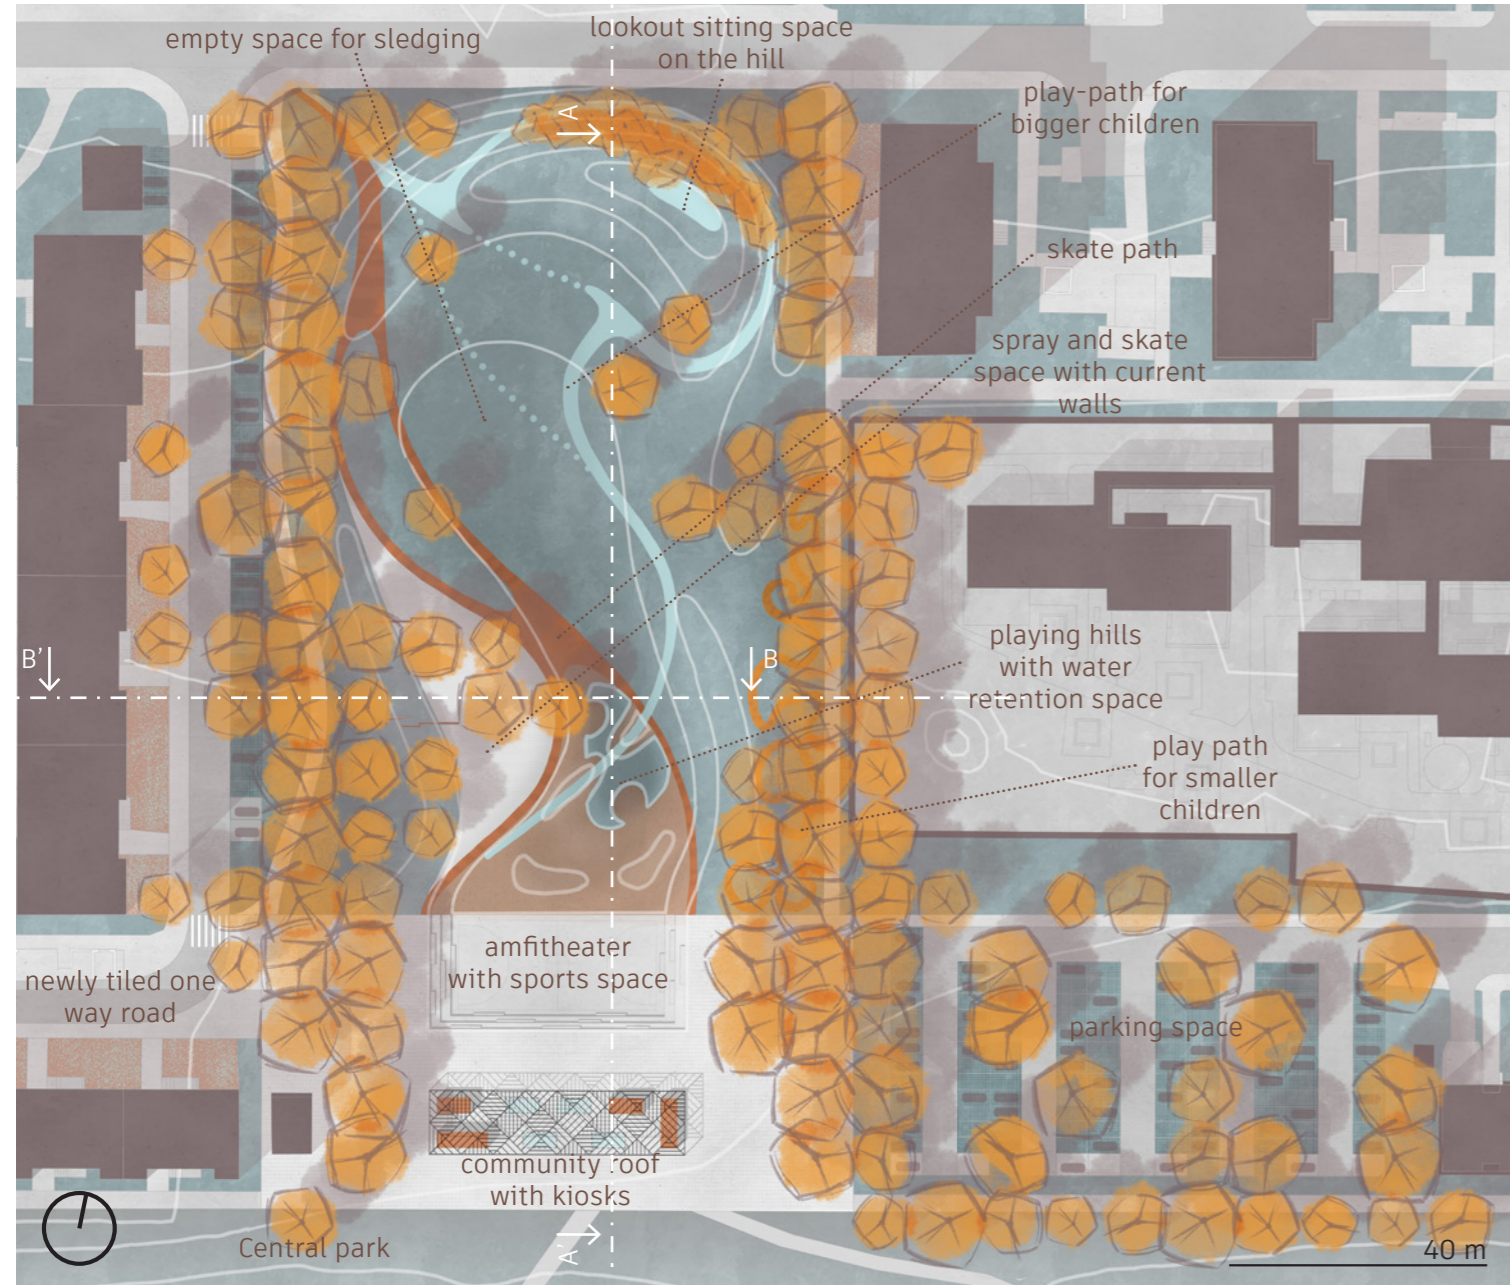 empty space for sledging
lookout sitting space
on the hill
play-path for
bigger children
A
skate path
spray and skate
space with current
walls
B'
B
playing hills
with water
retention space
play path
for smaller
children
amfitheater
with sports space
newly tiled one
way road
parking space
community roof
with kiosks
Central park
A'
40 m